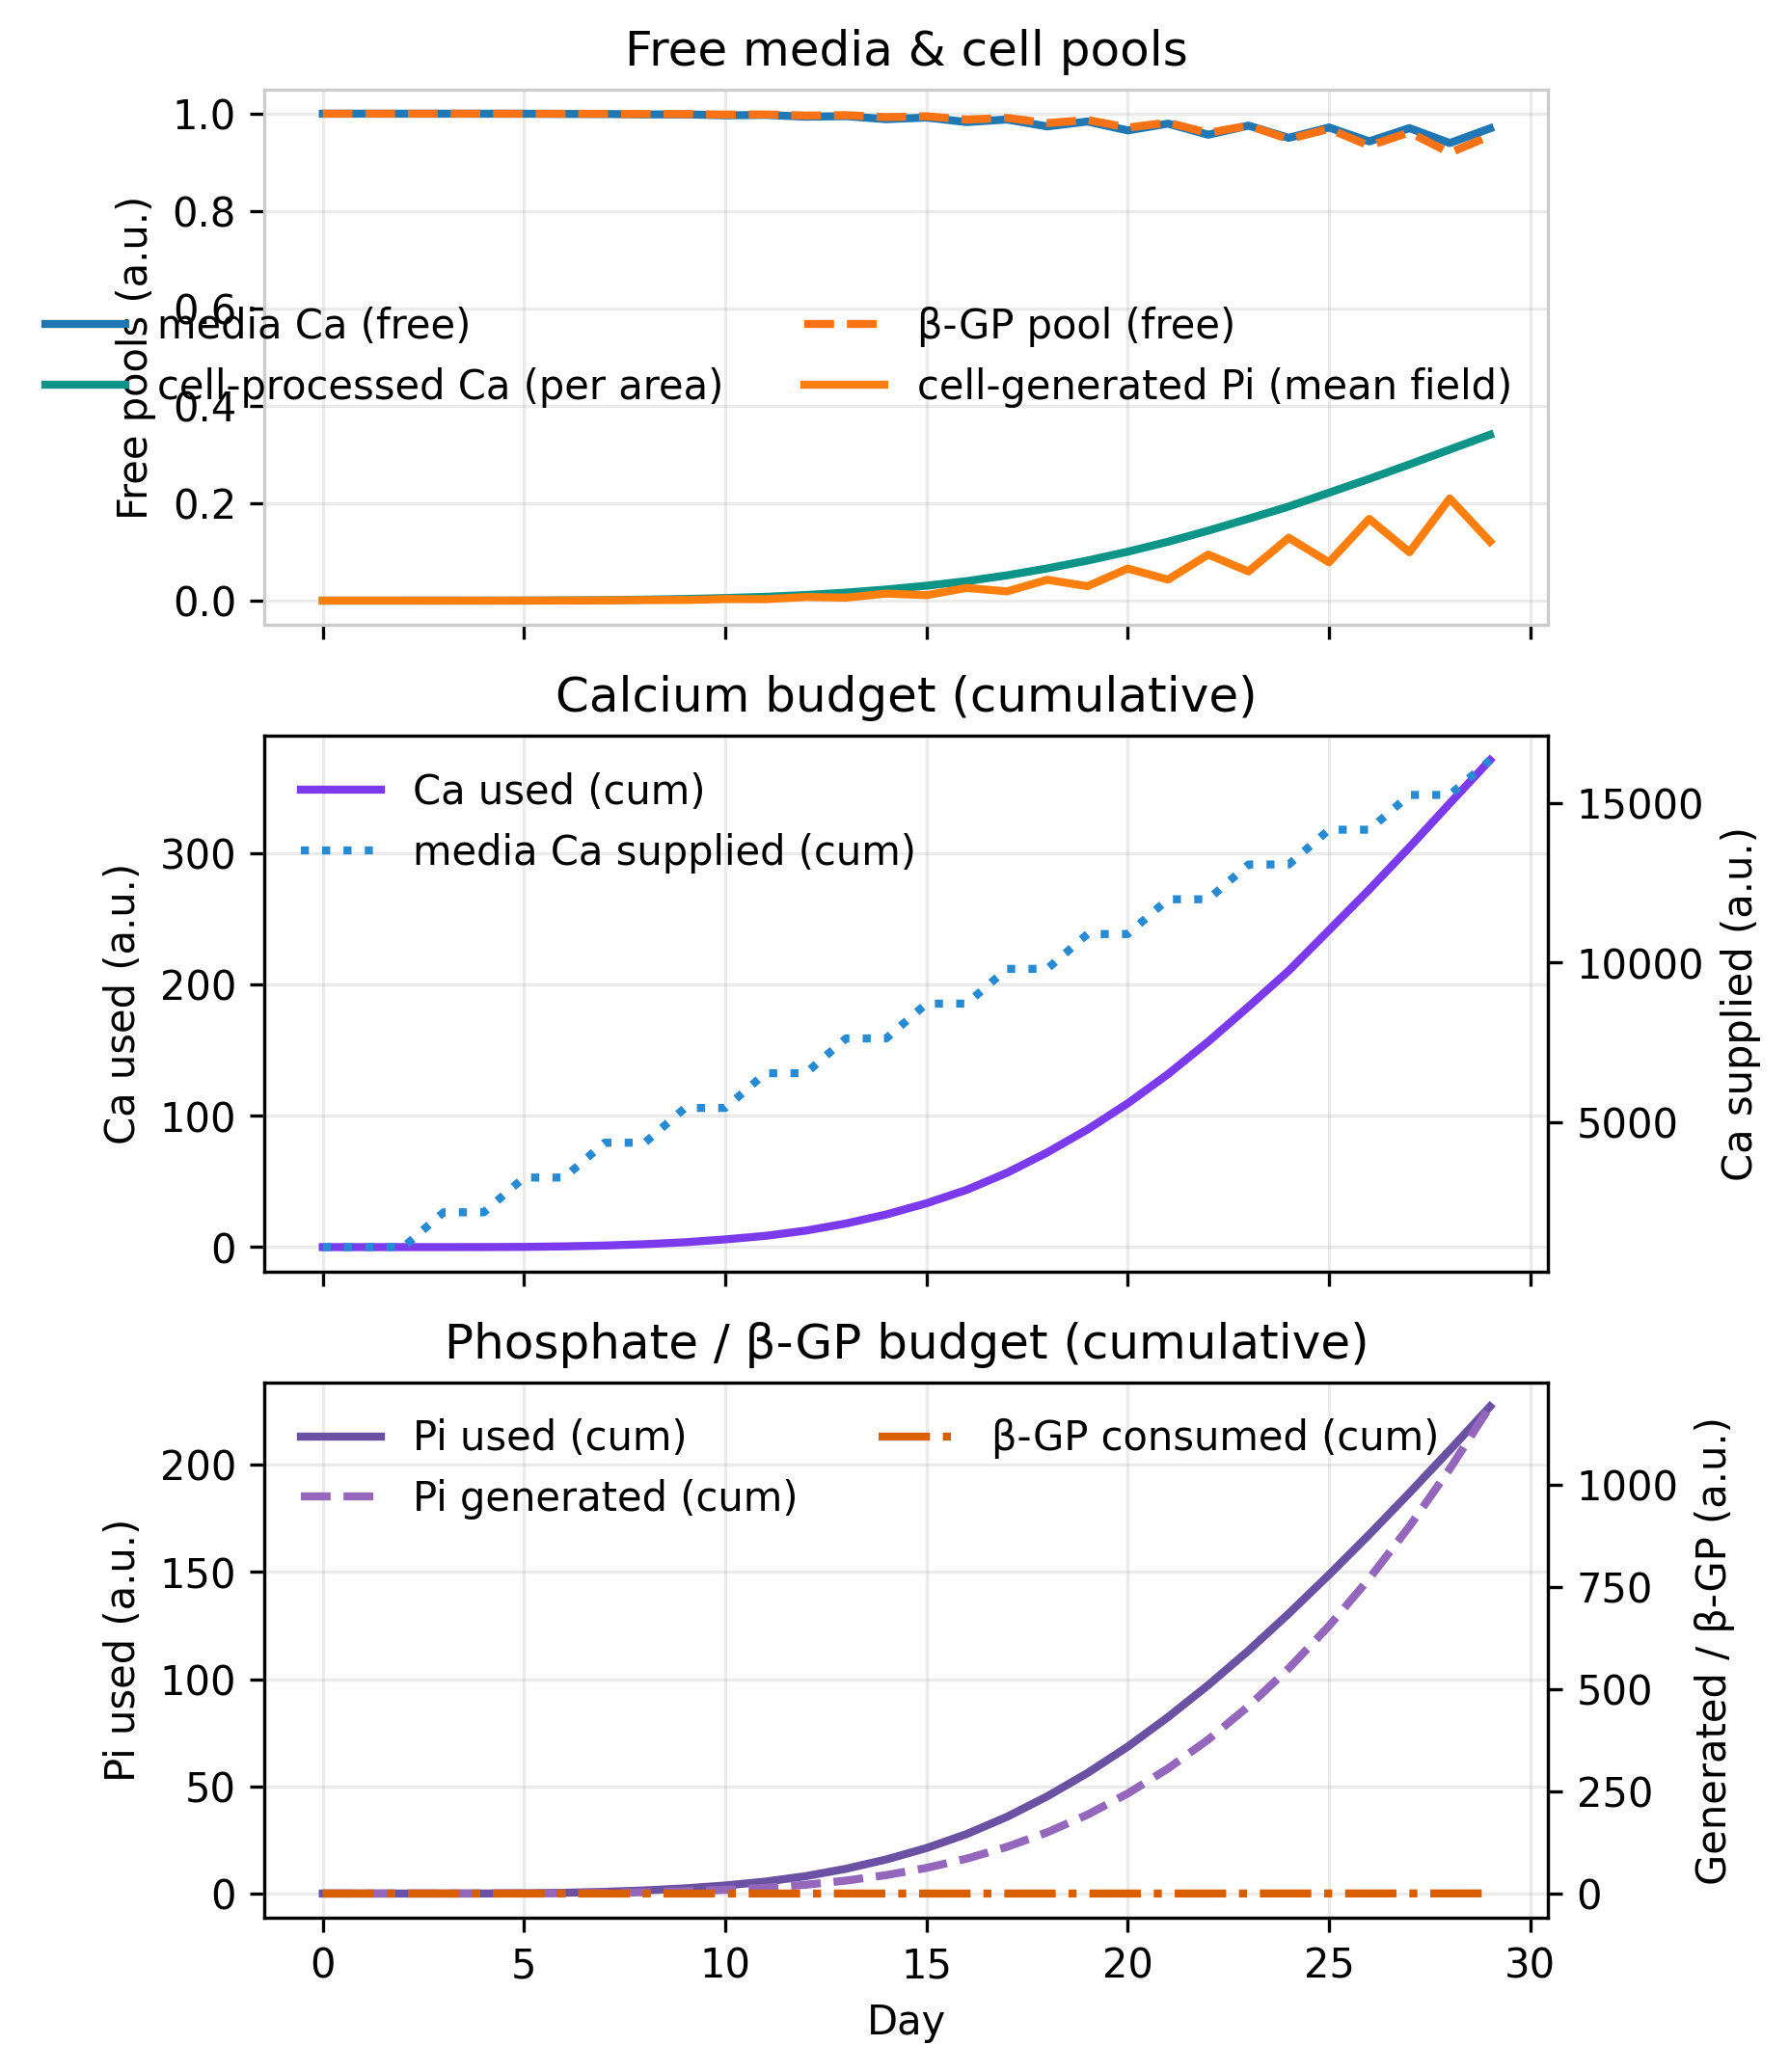 Free media & cell pools
Free pools (a.u.)
1.0
0.8
0.6
0.4
0.2
0.0
media Ca (free)
β-GP pool (free)
cell-processed Ca (per area)
cell-generated Pi (mean field)
Calcium budget (cumulative)
Ca used (a.u.)
300
200
100
0
Ca used (cum)
media Ca supplied (cum)
15000
10000
5000
Ca supplied (a.u.)
Phosphate / β-GP budget (cumulative)
Pi used (a.u.)
200
150
100
50
0
Pi used (cum)
β-GP consumed (cum)
Pi generated (cum)
1000
750
500
250
0
Generated / β-GP (a.u.)
0 5 10 15 20 25 30
Day